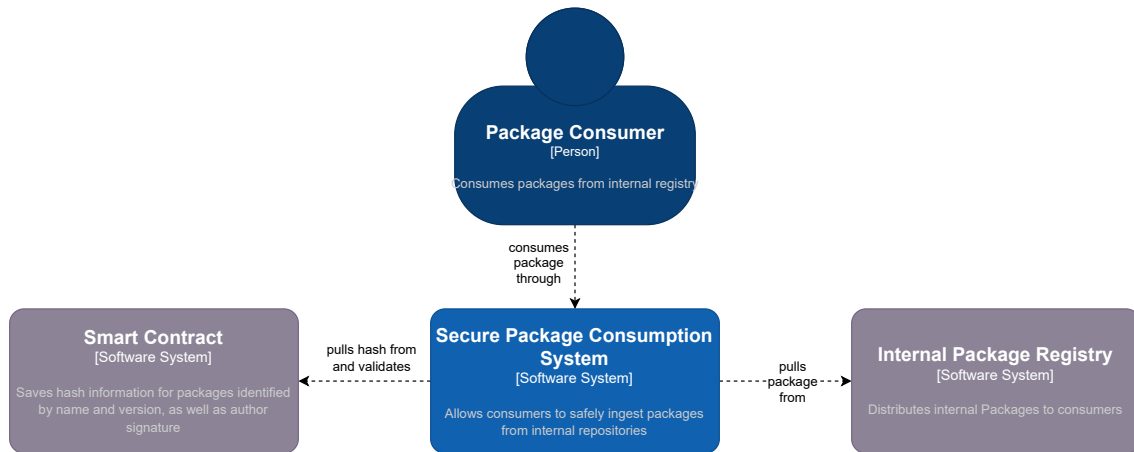 Package Consumer
[Person]
Consumes packages from internal registry
consumes
package
through
Smart Contract
[Software System]
Saves hash information for packages identified
by name and version, as well as author
signature
pulls hash from
and validates
Secure Package Consumption
System
[Software System]
Allows consumers to safely ingest packages
from internal repositories
pulls
package
from
Internal Package Registry
[Software System]
Distributes internal Packages to consumers